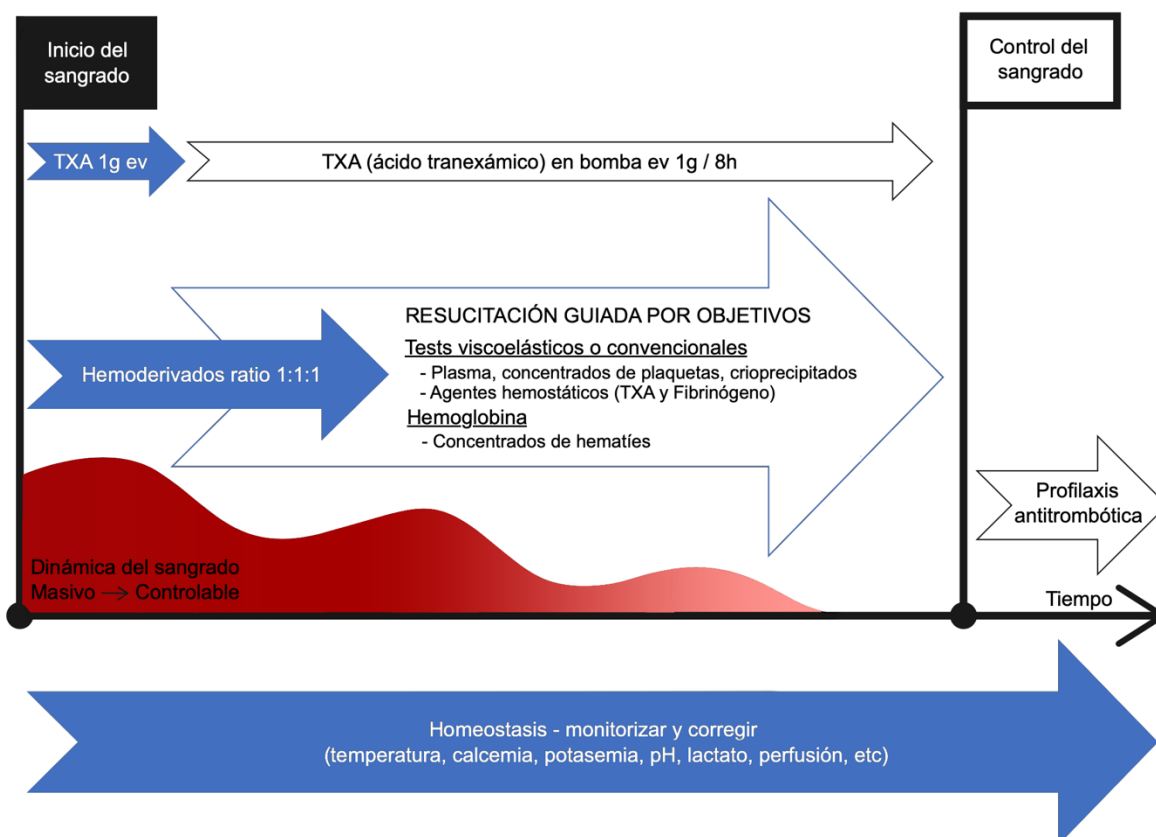 Inicio del
sangrado
Control del
sangrado
TXA 1g ev
TXA (ácido tranexámico) en bomba ev 1g / 8h
Hemoderivados ratio 1:1:1
RESUCITACIÓN GUIADA POR OBJETIVOS
Tests viscoelásticos o convencionales
- Plasma, concentrados de plaquetas, crioprecipitados
- Agentes hemostáticos (TXA y Fibrinógeno)
Hemoglobina
- Concentrados de hematíes
Profilaxis
antitrombótica
Dinámica del sangrado
Masivo → Controlable
Tiempo
Homeostasis - monitorizar y corregir
(temperatura, calcemia, potasemia, pH, lactato, perfusión, etc)